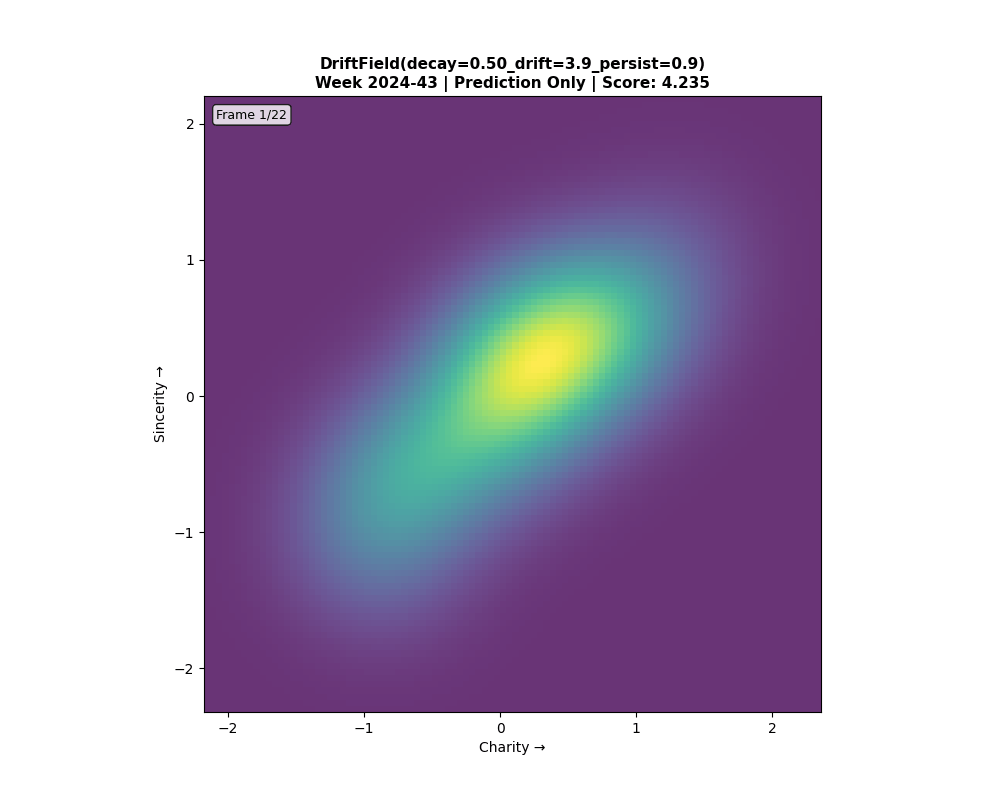 DriftField(decay=0.50_drift=3.9_persist=0.9)
Week 2024-43 | Prediction Only | Score: 4.235
Frame 1/22
2
1
0
−1
−2
Sincerity →
−2
−1
0
1
2
Charity →